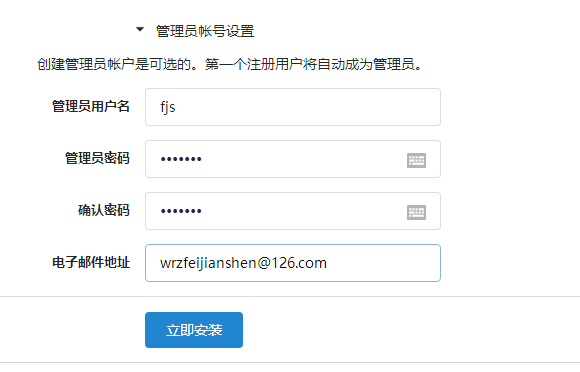 管理员帐号设置
创建管理员帐户是可选的。第一个注册用户将自动成为管理员。
管理员用户名 fjs
管理员密码 •••••••
确认密码 •••••••
电子邮件地址 wrzfeijianshen@126.com
立即安装